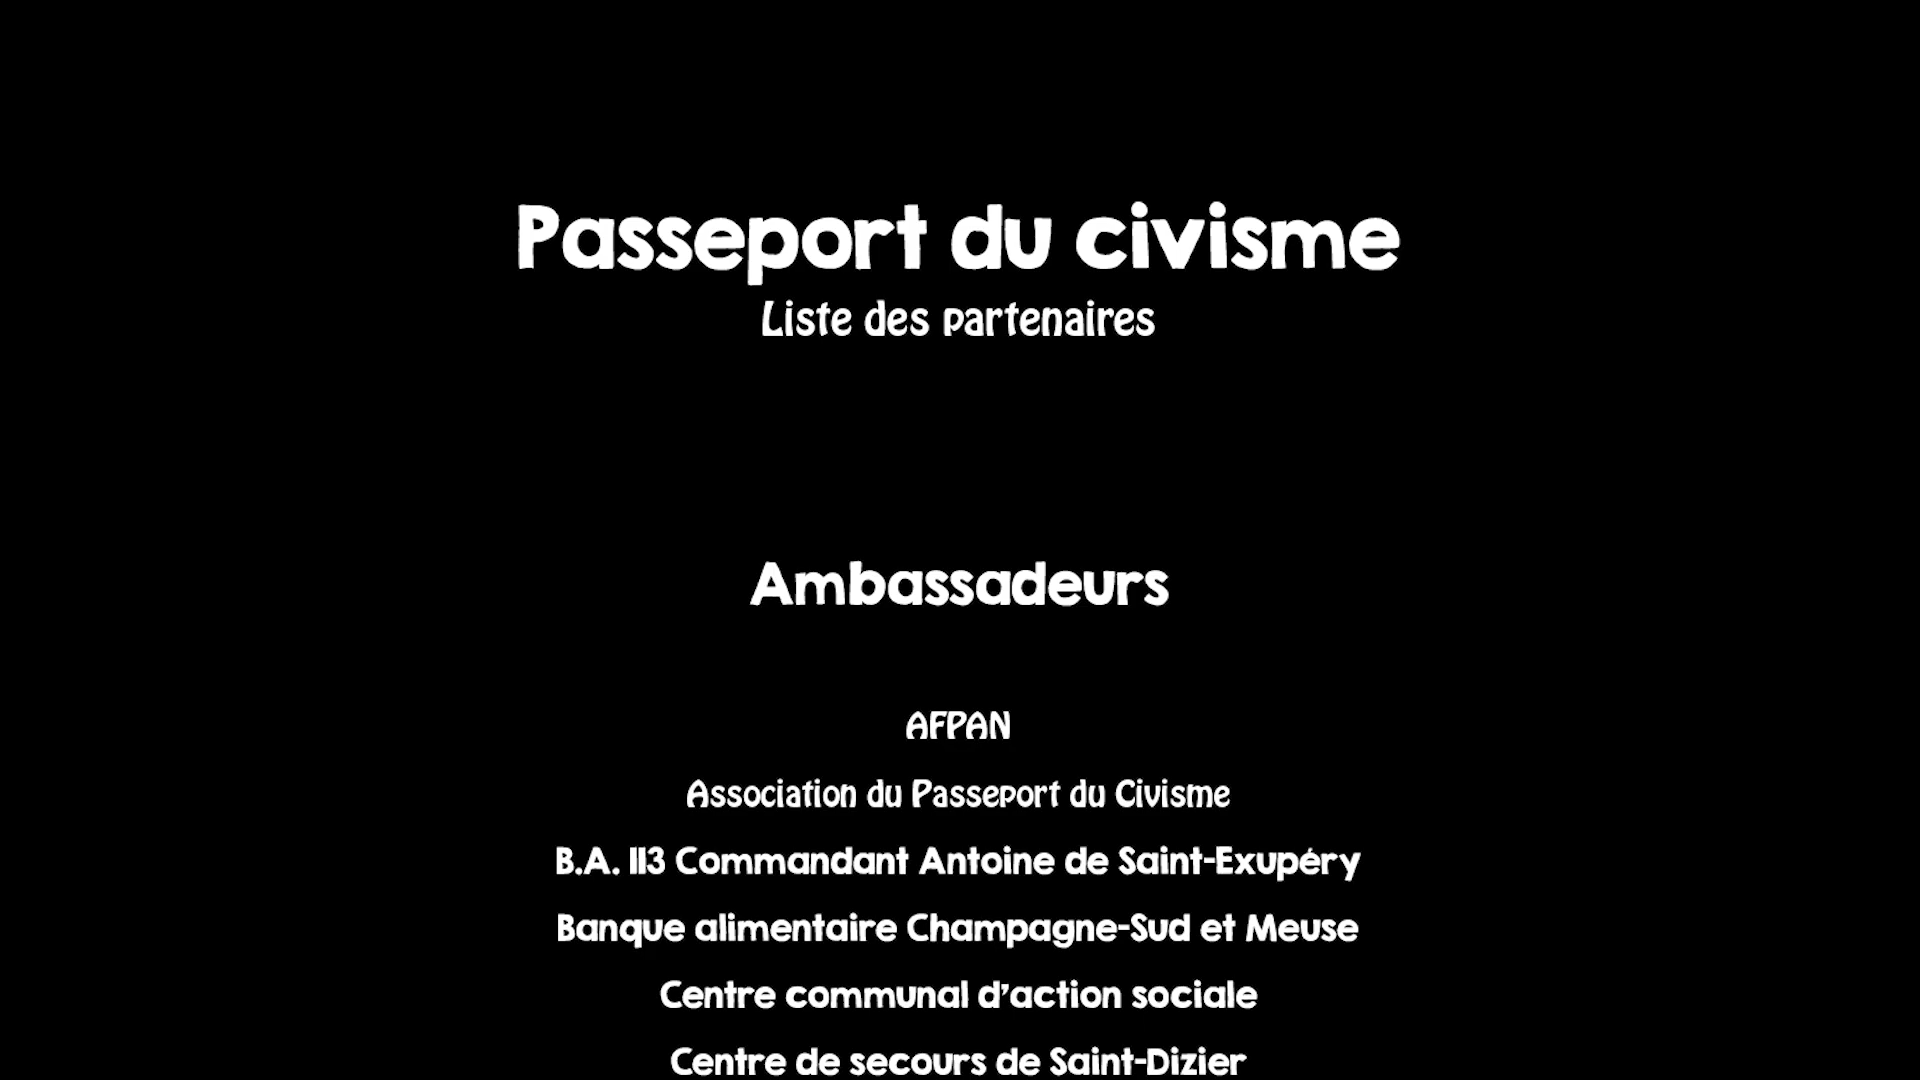 Passeport du civisme
Liste des partenaires
Ambassadeurs
AFPAN
Association du Passeport du Civisme
B.A. 113 Commandant Antoine de Saint-Exupéry
Banque alimentaire Champagne-Sud et Meuse
Centre communal d'action sociale
Centre de secours de Saint-Dizier